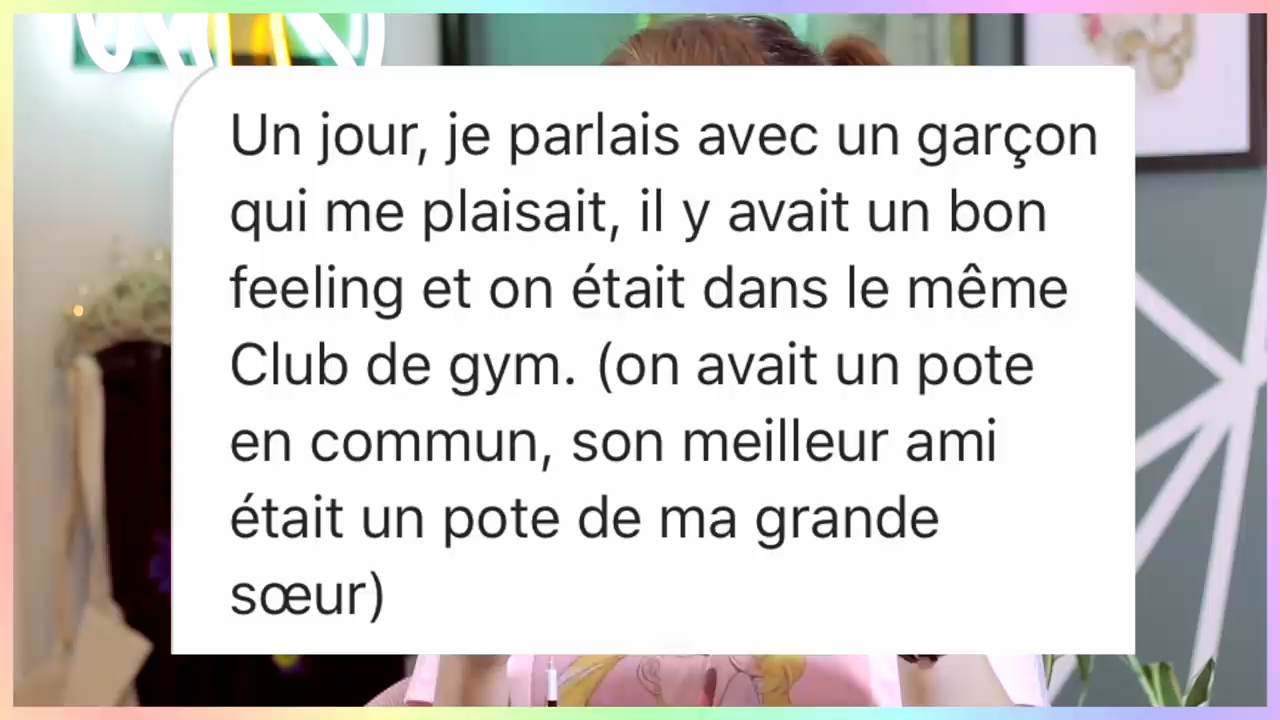 Un jour, je parlais avec un garçon
qui me plaisait, il y avait un bon
feeling et on était dans le même
Club de gym. (on avait un pote
en commun, son meilleur ami
était un pote de ma grande
sœur)